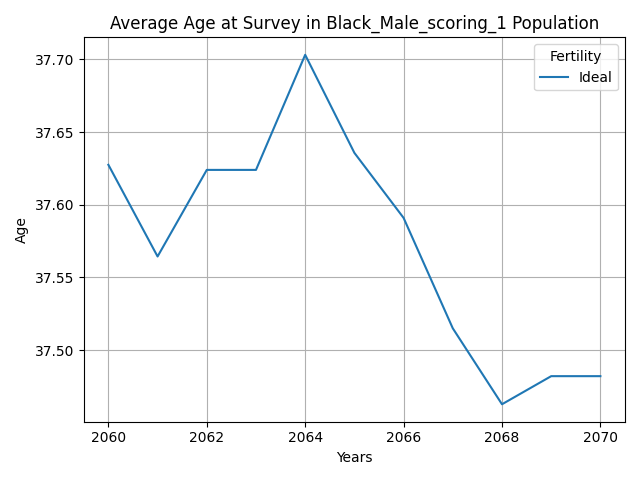 Average Age at Survey in Black_Male_scoring_1 Population
Fertility
Ideal
37.70
37.65
37.60
37.55
37.50
Age
2060
2062
2064
2066
2068
2070
Years